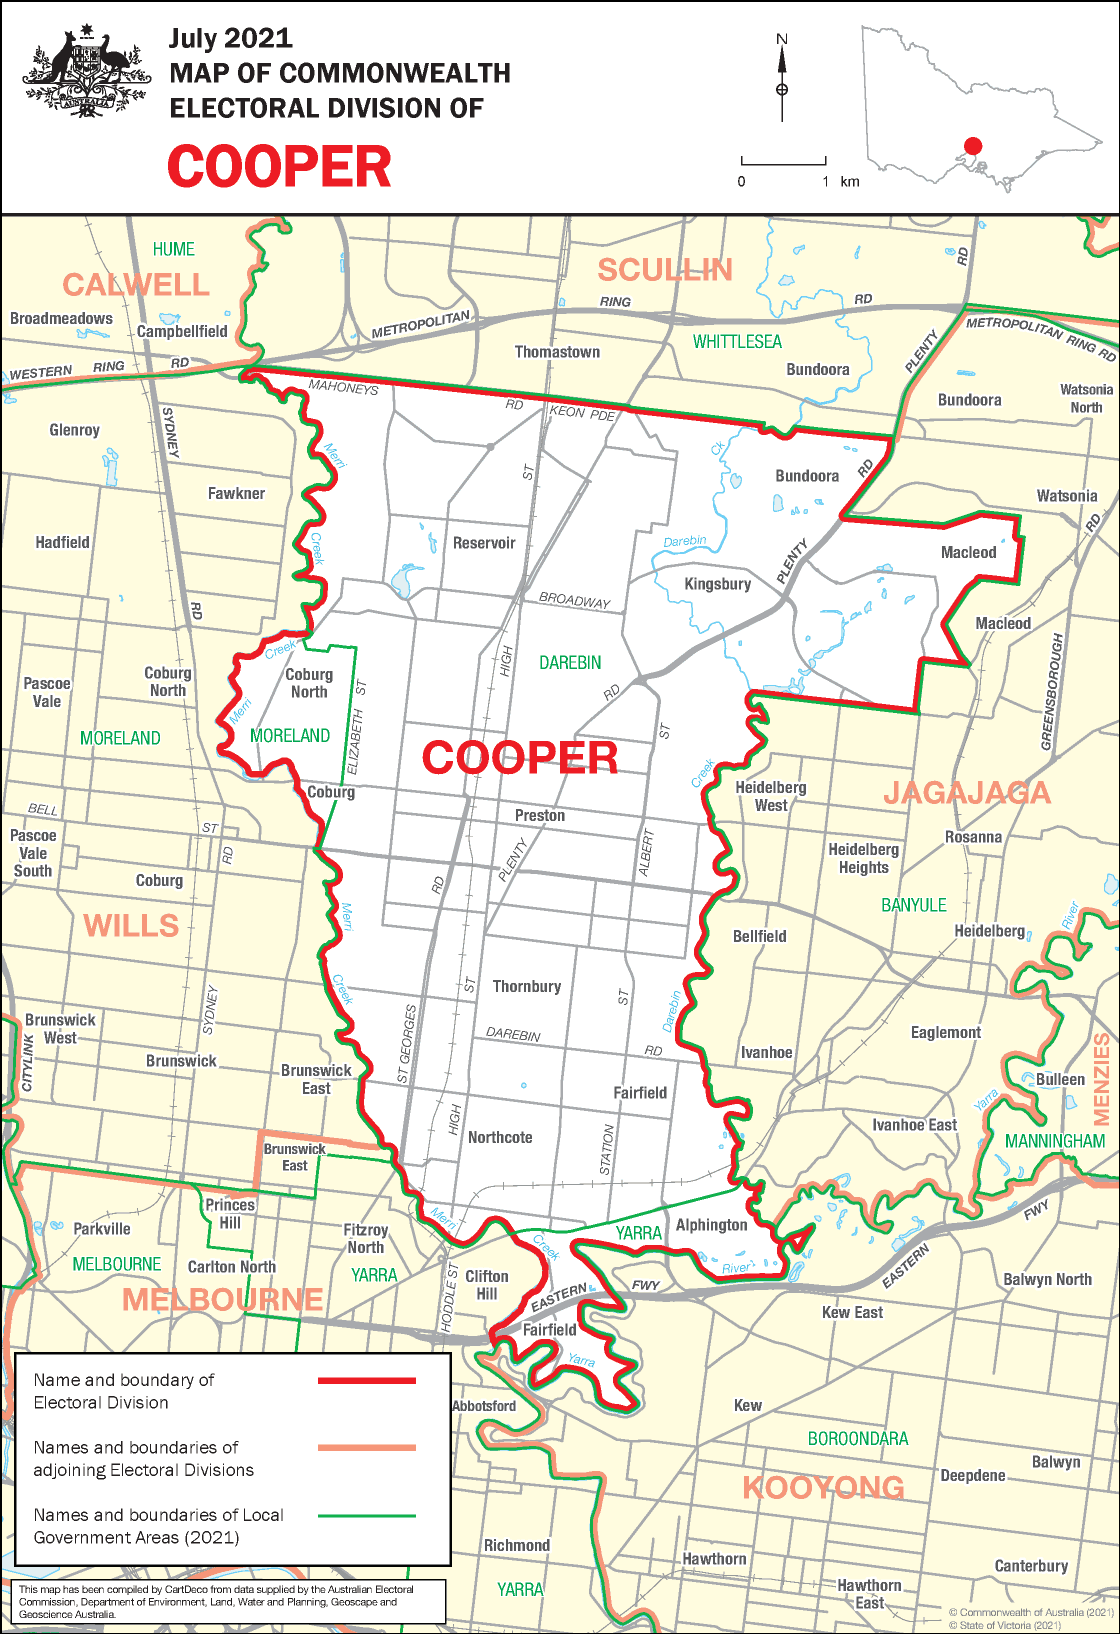 July 2021
MAP OF COMMONWEALTH
ELECTORAL DIVISION OF
COOPER
AUSTRALIA
N
0 1 km
HUME
CALWELL
SCULLIN
RD
Broadmeadows
Campbellfield
METROPOLITAN
RING
RD
METROPOLITAN RING RD
WHITTLESEA
PLENTY
Thomastown
Bundoora
WESTERN RING RD
MAHONEYS
RD
KEON PDE
Bundoora
Watsonia
North
SYDNEY
Glenroy
Merri
Ck
Bundoora
RD
ST
Fawkner
Watsonia
RD
Hadfield
Creek
Reservoir
Darebin
PLENTY
Macleod
Kingsbury
RD
BROADWAY
Macleod
Creek
HIGH
DAREBIN
GREENSBOROUGH
Coburg
North
Coburg
North
Pascoe
Vale
ST
RD
Merri
MORELAND
MORELAND
ELIZABETH
ST
COOPER
Creek
Coburg
Heidelberg
West
JAGAJAGA
BELL
ST
Preston
Pascoe
Vale
South
RD
PLENTY
ALBERT
Rosanna
Heidelberg
Heights
Coburg
RD
BANYULE
WILLS
Merri
Bellfield
Heidelberg
River
Creek
Thornbury
ST
ST
Darebin
SYDNEY
Brunswick
West
CITYLINK
ST GEORGES
DAREBIN
RD
Eaglemont
Ivanhoe
MENZIES
Brunswick
Brunswick
East
Fairfield
Bulleen
Yarra
HIGH
Northcote
STATION
Ivanhoe East
MANNINGHAM
Brunswick
East
Princes
Hill
Merri
YARRA
Alphington
FWY
Parkville
Fitzroy
North
Creek
MELBOURNE
Carlton North
YARRA
River
EASTERN
Clifton
Hill
FWY
Balwyn North
MELBOURNE
HODDLE ST
EASTERN
Kew East
Fairfield
Yarra
Name and boundary of
Electoral Division
Abbotsford
Kew
Names and boundaries of
adjoining Electoral Divisions
BOROONDARA
Balwyn
Deepdene
KOOYONG
Names and boundaries of Local
Government Areas (2021)
Richmond
Hawthorn
Canterbury
YARRA
Hawthorn
East
This map has been compiled by CartDeco from data supplied by the Australian Electoral
Commission, Department of Environment, Land, Water and Planning, Geoscape and
Geoscience Australia.
© Commonwealth of Australia (2021)
© State of Victoria (2021)